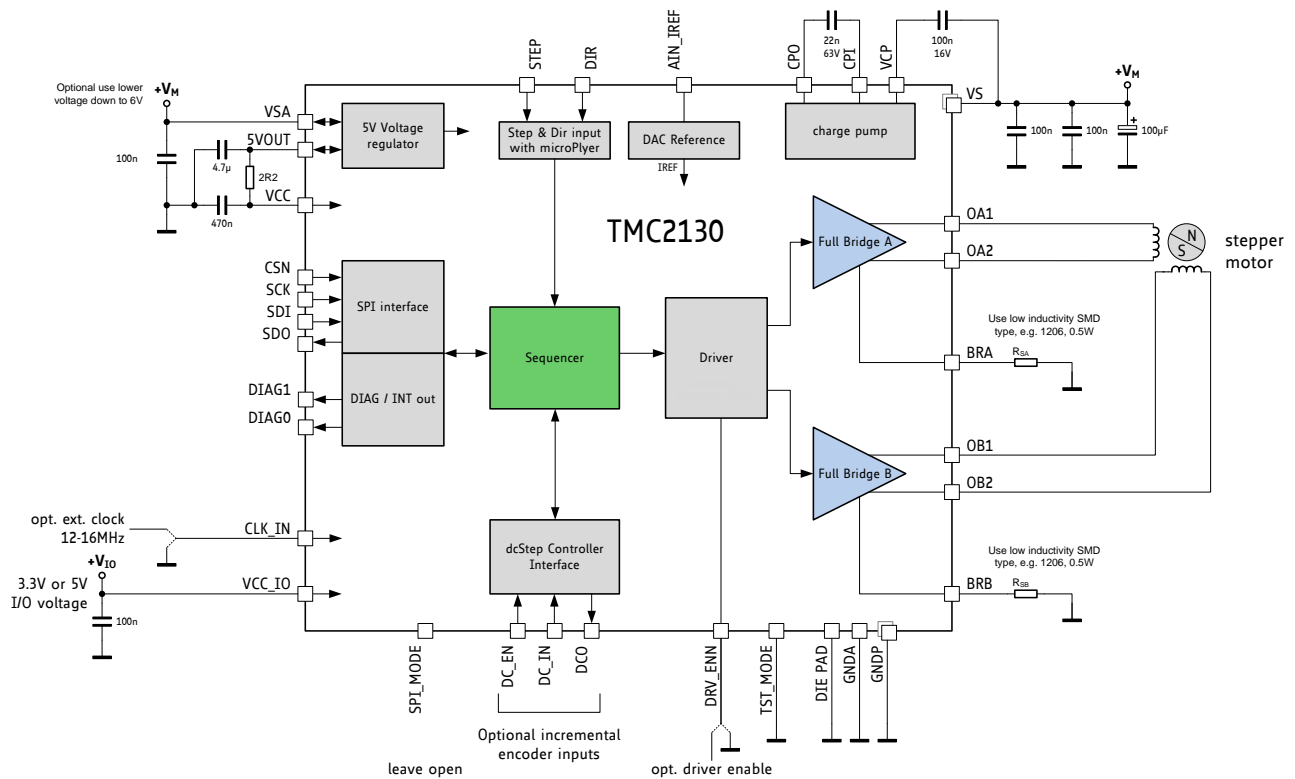 STEP
DIR
AIN_IREF
CPO
22n
63V
CPI
VCP
100n
16V
+VM
VS
100n
100n
+
100µF
Optional use lower
voltage down to 6V
+VM
VSA
5VOUT
100n
4.7µ
2R2
VCC
470n
5V Voltage
regulator
Step & Dir input
with microPlyer
DAC Reference
IREF
charge pump
TMC2130
Full Bridge A
OA1
OA2
N
S
stepper
motor
CSN
SCK
SDI
SDO
SPI interface
DIAG1
DIAG0
DIAG / INT out
Sequencer
Driver
Use low inductivity SMD
type, e.g. 1206, 0.5W
BRA
RSA
Full Bridge B
OB1
OB2
opt. ext. clock
12-16MHz
CLK_IN
+VIO
3.3V or 5V
I/O voltage
VCC_IO
100n
dcStep Controller
Interface
Use low inductivity SMD
type, e.g. 1206, 0.5W
BRB
RSB
SPI_MODE
DC_EN
DC_IN
DCO
DRV_ENN
TST_MODE
DIE PAD
GNDA
GNDP
Optional incremental
encoder inputs
leave open
opt. driver enable